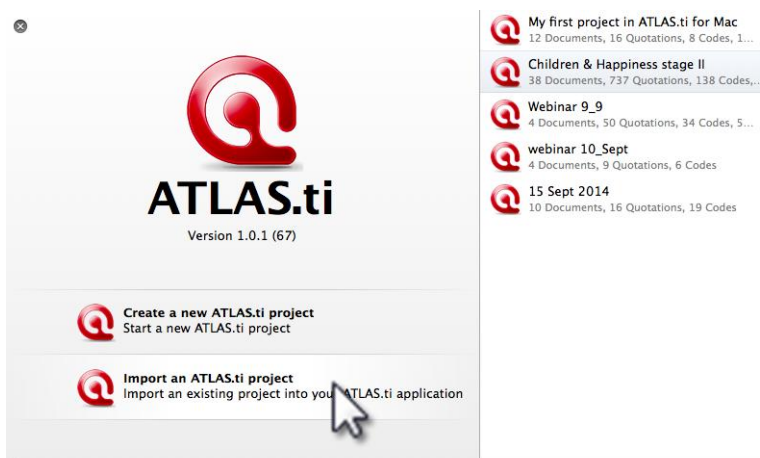 ATLAS.ti
Version 1.0.1 (67)
Create a new ATLAS.ti project
Start a new ATLAS.ti project
Import an ATLAS.ti project
Import an existing project into your ATLAS.ti application
My first project in ATLAS.ti for Mac
12 Documents, 16 Quotations, 8 Codes, 1...
Children & Happiness stage II
38 Documents, 737 Quotations, 138 Codes,...
Webinar 9_9
4 Documents, 50 Quotations, 34 Codes, 5...
webinar 10_Sept
4 Documents, 9 Quotations, 6 Codes
15 Sept 2014
10 Documents, 16 Quotations, 19 Codes